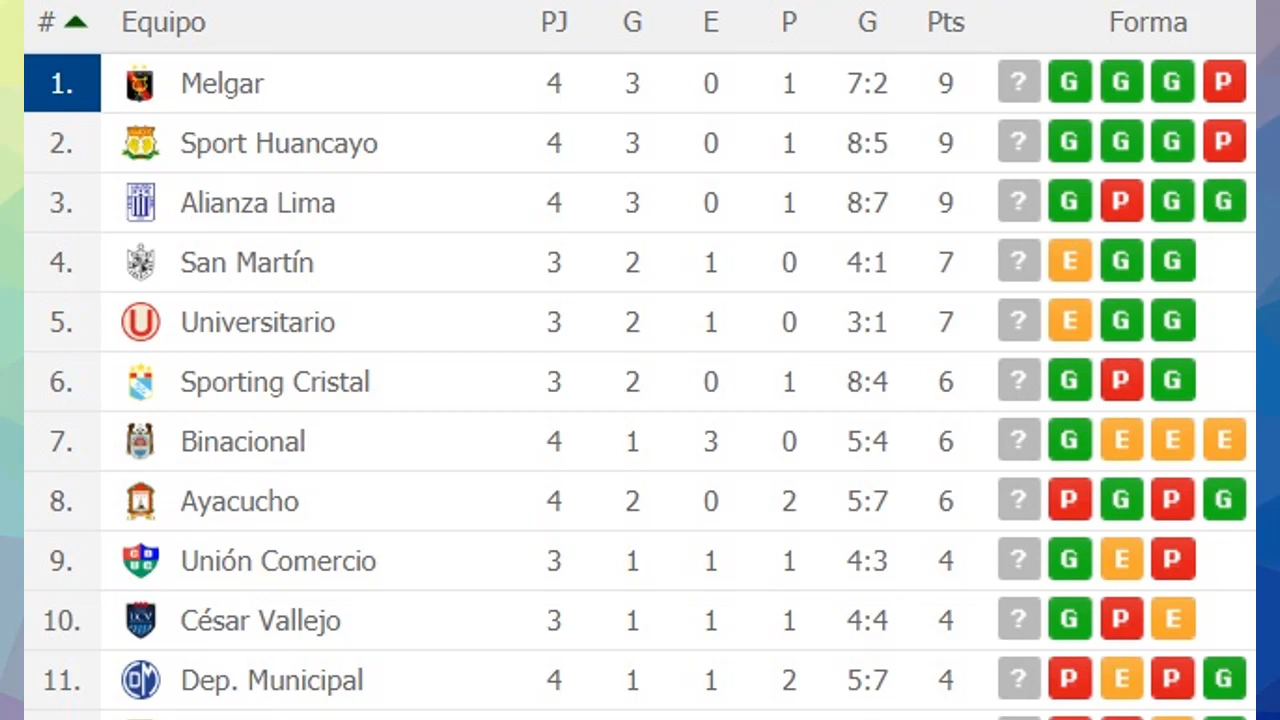 # Equipo PJ G E P G Pts Forma
1. Melgar 4 3 0 1 7:2 9 ? G G G P
2. Sport Huancayo 4 3 0 1 8:5 9 ? G G G P
3. Alianza Lima 4 3 0 1 8:7 9 ? G P G G
4. San Martín 3 2 1 0 4:1 7 ? E G G
5. Universitario 3 2 1 0 3:1 7 ? E G G
6. Sporting Cristal 3 2 0 1 8:4 6 ? G P G
7. Binacional 4 1 3 0 5:4 6 ? G E E E
8. Ayacucho 4 2 0 2 5:7 6 ? P G P G
9. Unión Comercio 3 1 1 1 4:3 4 ? G E P
10. César Vallejo 3 1 1 1 4:4 4 ? G P E
11. Dep. Municipal 4 1 1 2 5:7 4 ? P E P G